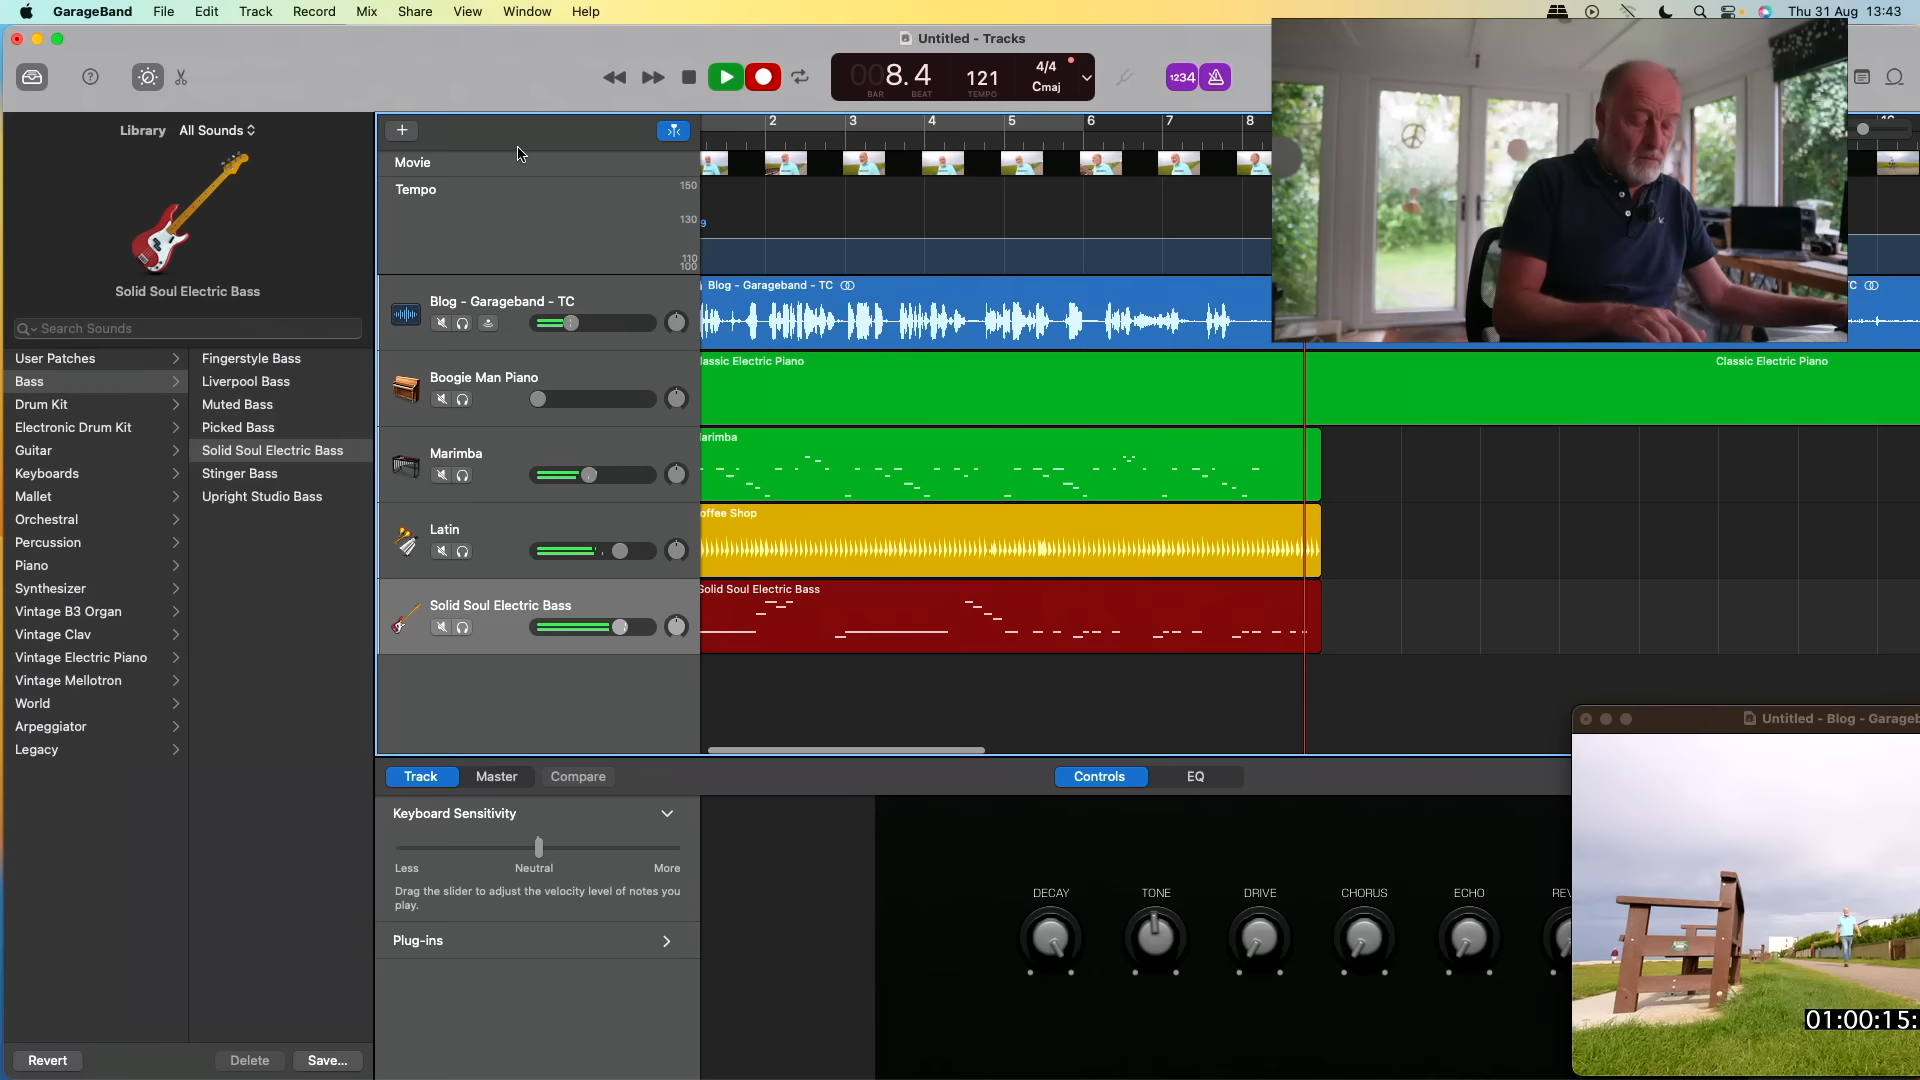 GarageBand File Edit Track Record Mix Share View Window Help
Thu 31 Aug 13:43
Untitled - Tracks
008.4
BAR BEAT
121
TEMPO
4/4
Cmaj
1234
Library All Sounds
Solid Soul Electric Bass
Search Sounds
User Patches
Bass
Drum Kit
Electronic Drum Kit
Guitar
Keyboards
Mallet
Orchestral
Percussion
Piano
Synthesizer
Vintage B3 Organ
Vintage Clav
Vintage Electric Piano
Vintage Mellotron
World
Arpeggiator
Legacy
Fingerstyle Bass
Liverpool Bass
Muted Bass
Picked Bass
Solid Soul Electric Bass
Stinger Bass
Upright Studio Bass
Revert
Delete
Save...
2 3 4 5 6 7 8
Movie
Tempo
150
130
110
100
9
Blog - Garageband - TC
Blog - Garageband - TC
TC
Boogie Man Piano
lassic Electric Piano
Classic Electric Piano
Marimba
arimba
Latin
offee Shop
Solid Soul Electric Bass
Solid Soul Electric Bass
Track Master Compare
Controls EQ
Keyboard Sensitivity
Less Neutral More
Drag the slider to adjust the velocity level of notes you
play.
Plug-ins
DECAY TONE DRIVE CHORUS ECHO REV
Untitled - Blog - Garageb
01:00:15: